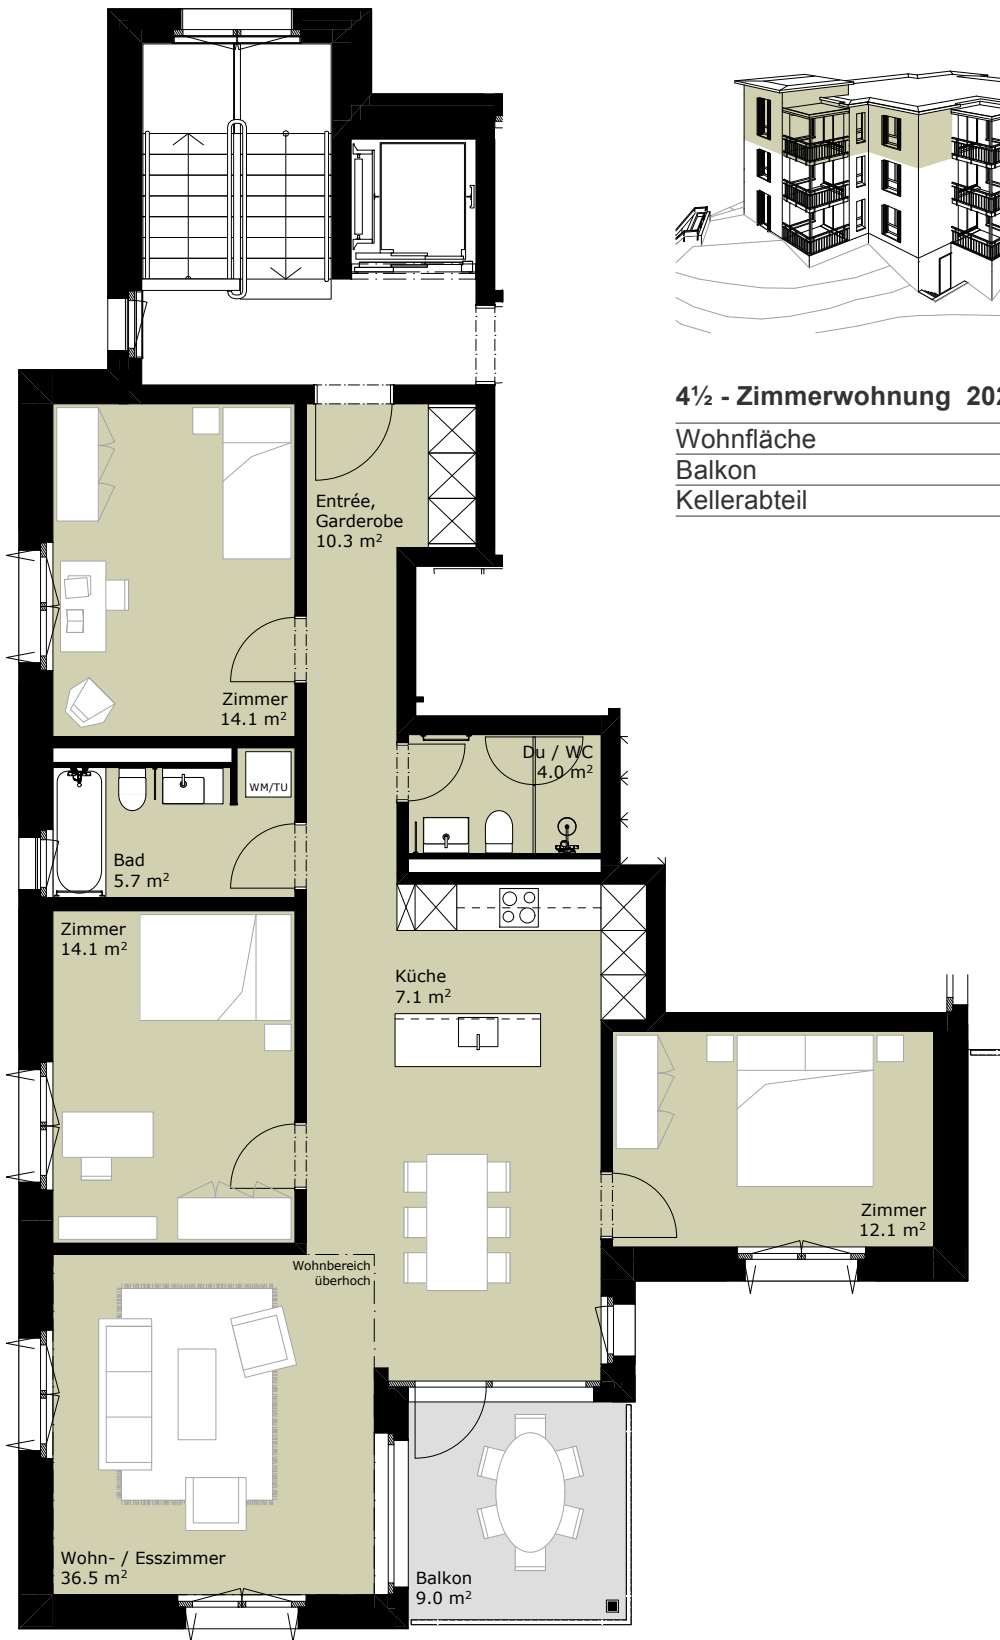 4½ - Zimmerwohnung
Wohnfläche
Balkon
Kellerabteil
Entrée,
Garderobe
10.3 m²
Zimmer
14.1 m²
Du / WC
4.0 m²
WM/TU
Bad
5.7 m²
Zimmer
14.1 m²
Küche
7.1 m²
Zimmer
12.1 m²
Wohnbereich
überhoch
Wohn- / Esszimmer
36.5 m²
Balkon
9.0 m²